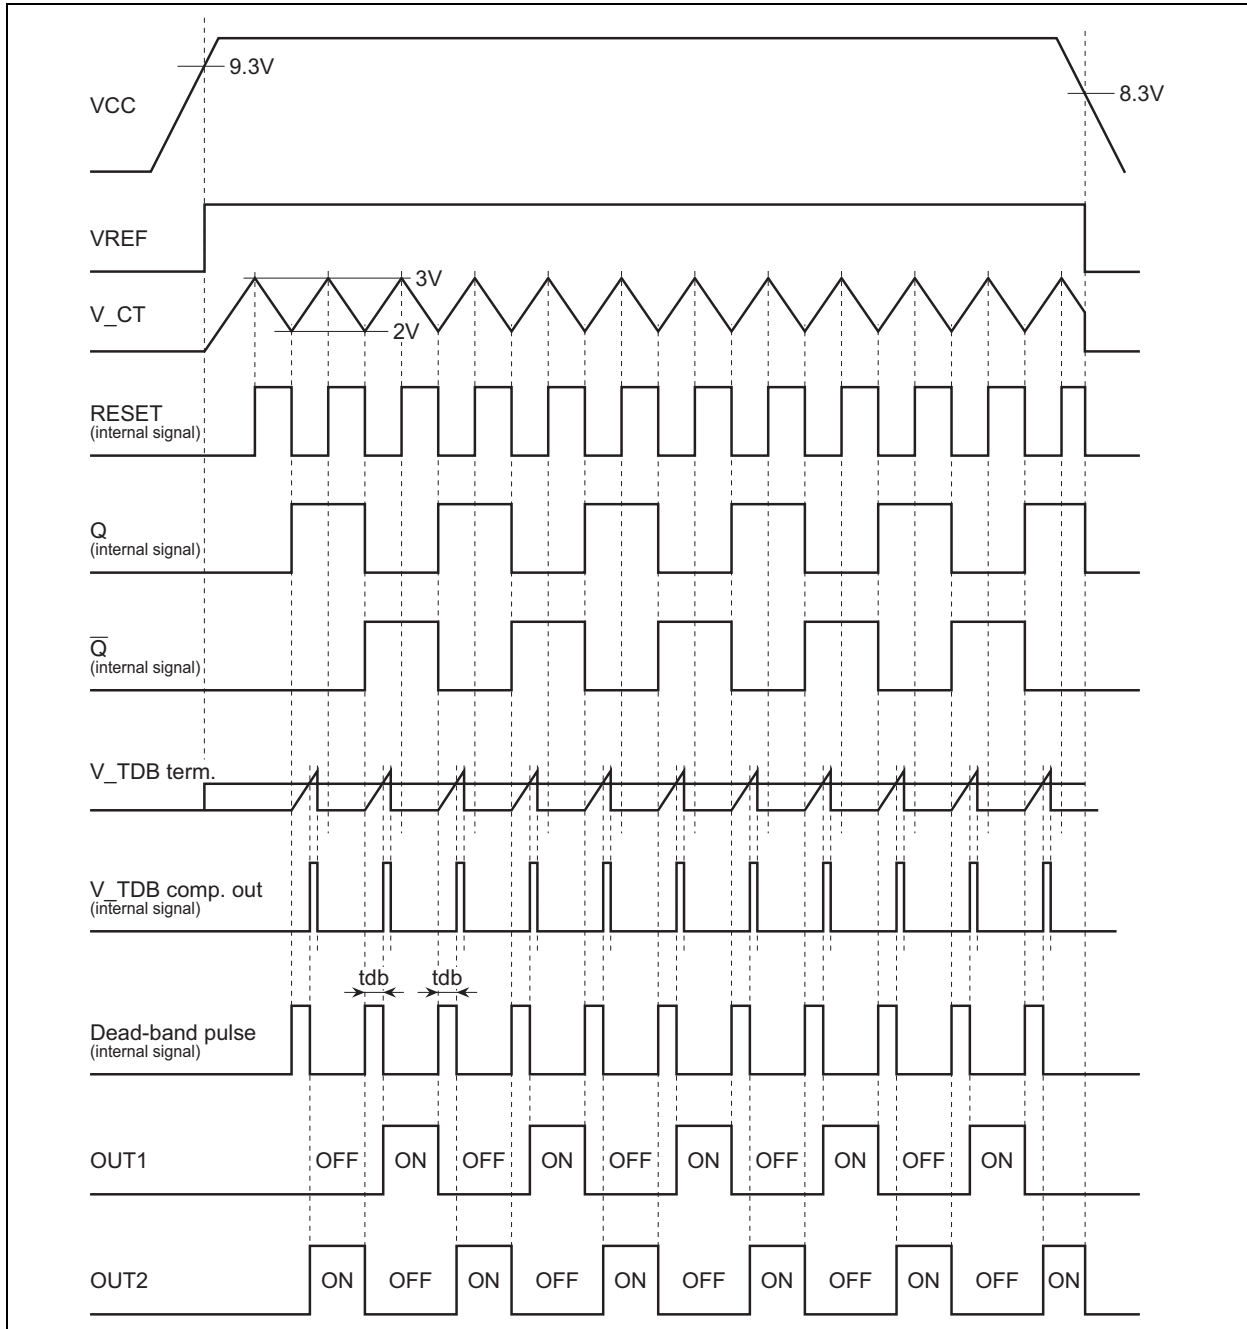 9.3V
8.3V
VCC
VREF
3V
V_CT
2V
RESET
(internal signal)
Q
(internal signal)
Q̅
(internal signal)
V_TDB term.
V_TDB comp. out
(internal signal)
tdb tdb
Dead-band pulse
(internal signal)
OUT1 OFF ON OFF ON OFF ON OFF ON OFF ON
OUT2 ON OFF ON OFF ON OFF ON OFF ON OFF ON